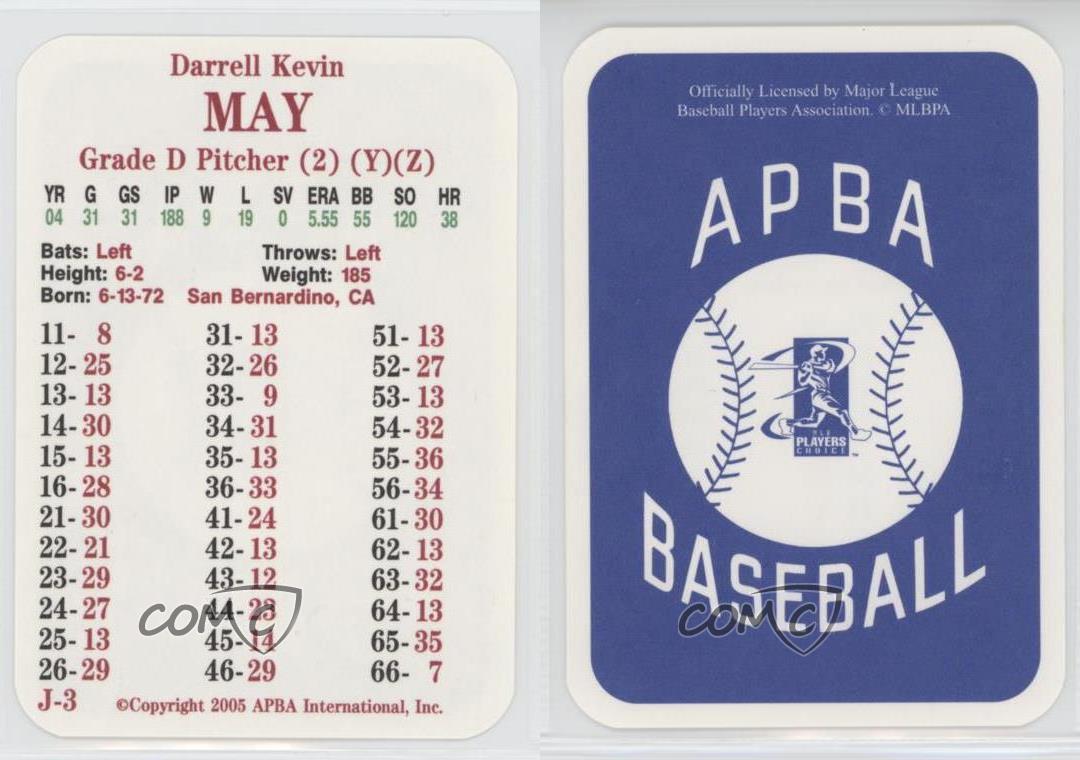 Darrell Kevin
MAY
Grade D Pitcher (2) (Y)(Z)
YR G GS IP W L SV ERA BB SO HR
04 31 31 188 9 19 0 5.55 55 120 38
Bats: Left Throws: Left
Height: 6-2 Weight: 185
Born: 6-13-72 San Bernardino, CA
11- 8 31- 13 51- 13
12- 25 32- 26 52- 27
13- 13 33- 9 53- 13
14- 30 34- 31 54- 32
15- 13 35- 13 55- 36
16- 28 36- 33 56- 34
21- 30 41- 24 61- 30
22- 21 42- 13 62- 13
23- 29 43- 12 63- 32
24- 27 44- 23 64- 13
25- 13 45- 14 65- 35
26- 29 46- 29 66- 7
J-3 ©Copyright 2005 APBA International, Inc.
COMC
Officially Licensed by Major League
Baseball Players Association. © MLBPA
APBA
PLAYERS
CHOICE
BASEBALL
COMC